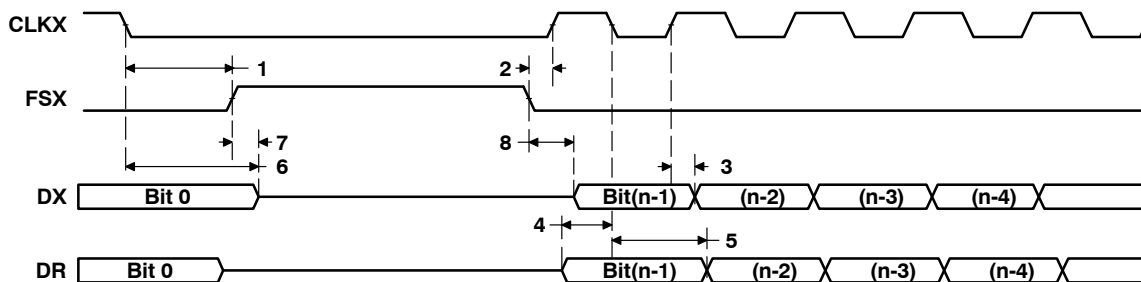 CLKX
1
2
FSX
7
8
6
3
DX
Bit 0
Bit(n-1)
(n-2)
(n-3)
(n-4)
4
5
DR
Bit 0
Bit(n-1)
(n-2)
(n-3)
(n-4)